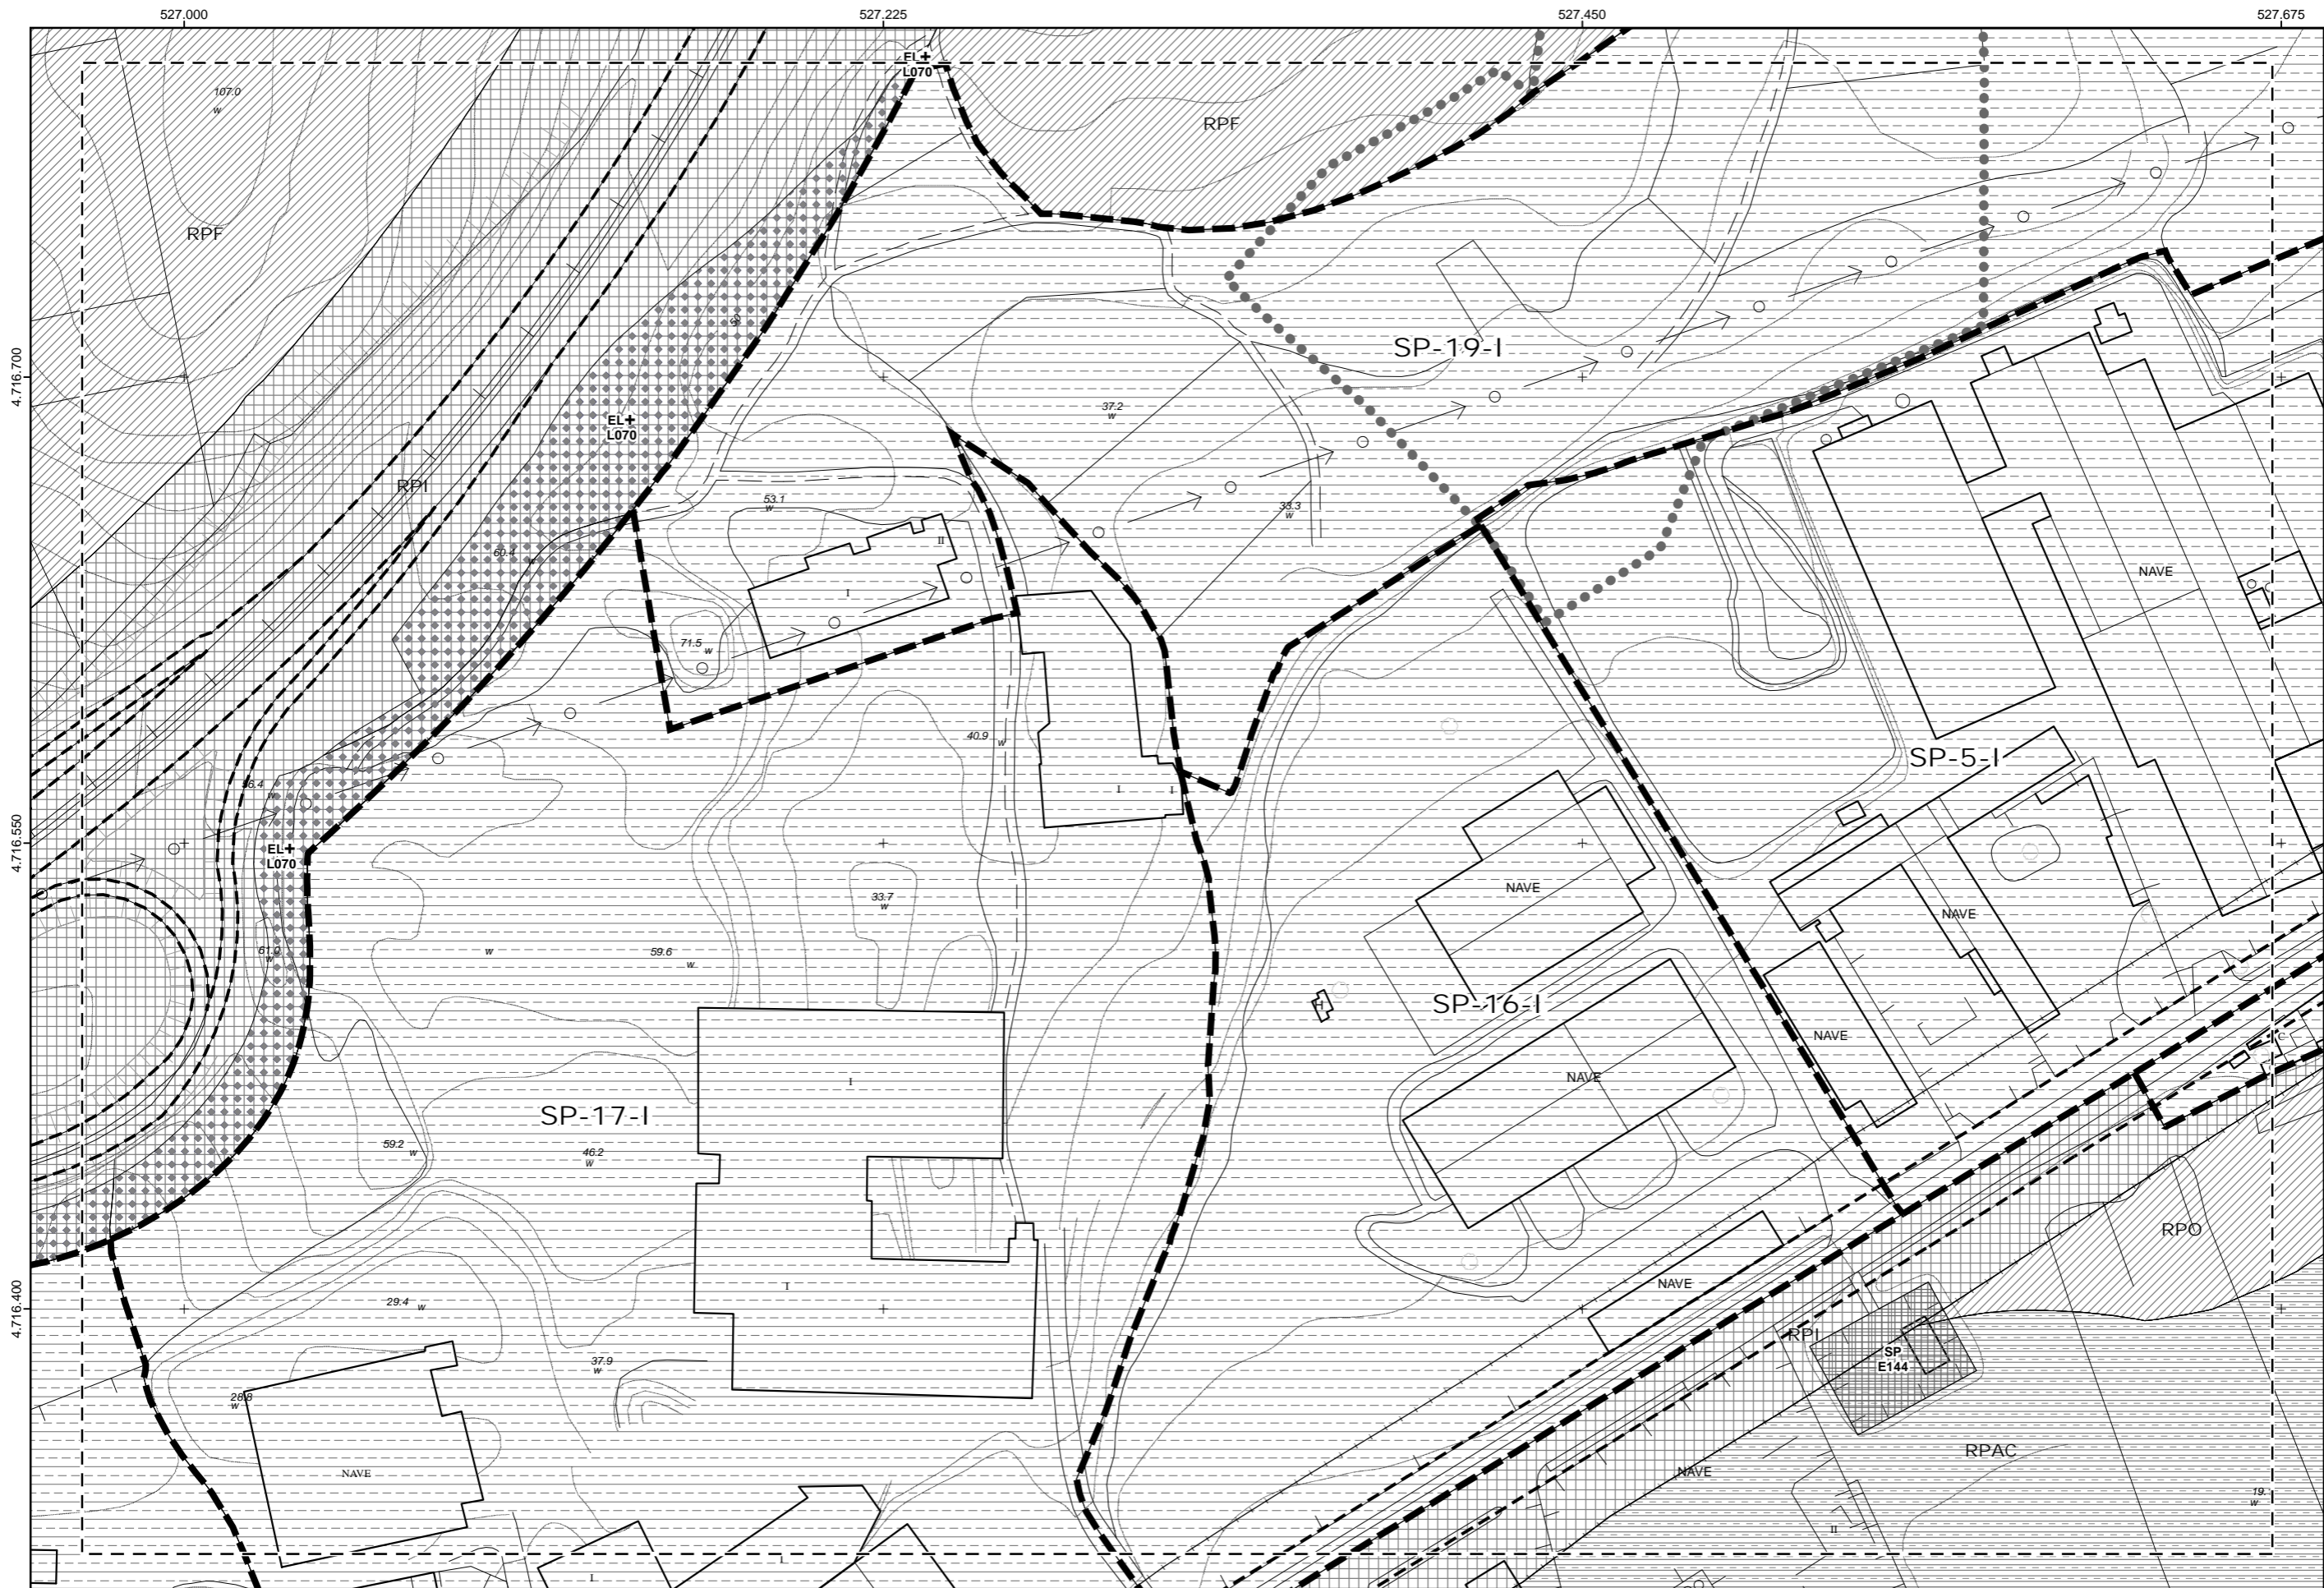 527.000
527.225
527.450
527.675
4.716.700
4.716.550
4.716.400
EL+
L070
107.0
w
RPF
RPF
SP-19-I
37.2
w
EL+
L070
RPI
53.1
w
33.3
w
60.4
II
I
71.5
w
NAVE
40.9
w
SP-5-I
w
I
I
EL+
L070
NAVE
33.7
w
NAVE
61.0
w
w
59.6
w
SP-16-I
NAVE
C
I
NAVE
SP-17-I
59.2
w
46.2
w
RPO
I
NAVE
29.4
w
RPI
SP
E144
37.9
w
28.8
w
RPAC
NAVE
NAVE
19.
w
II
I
I